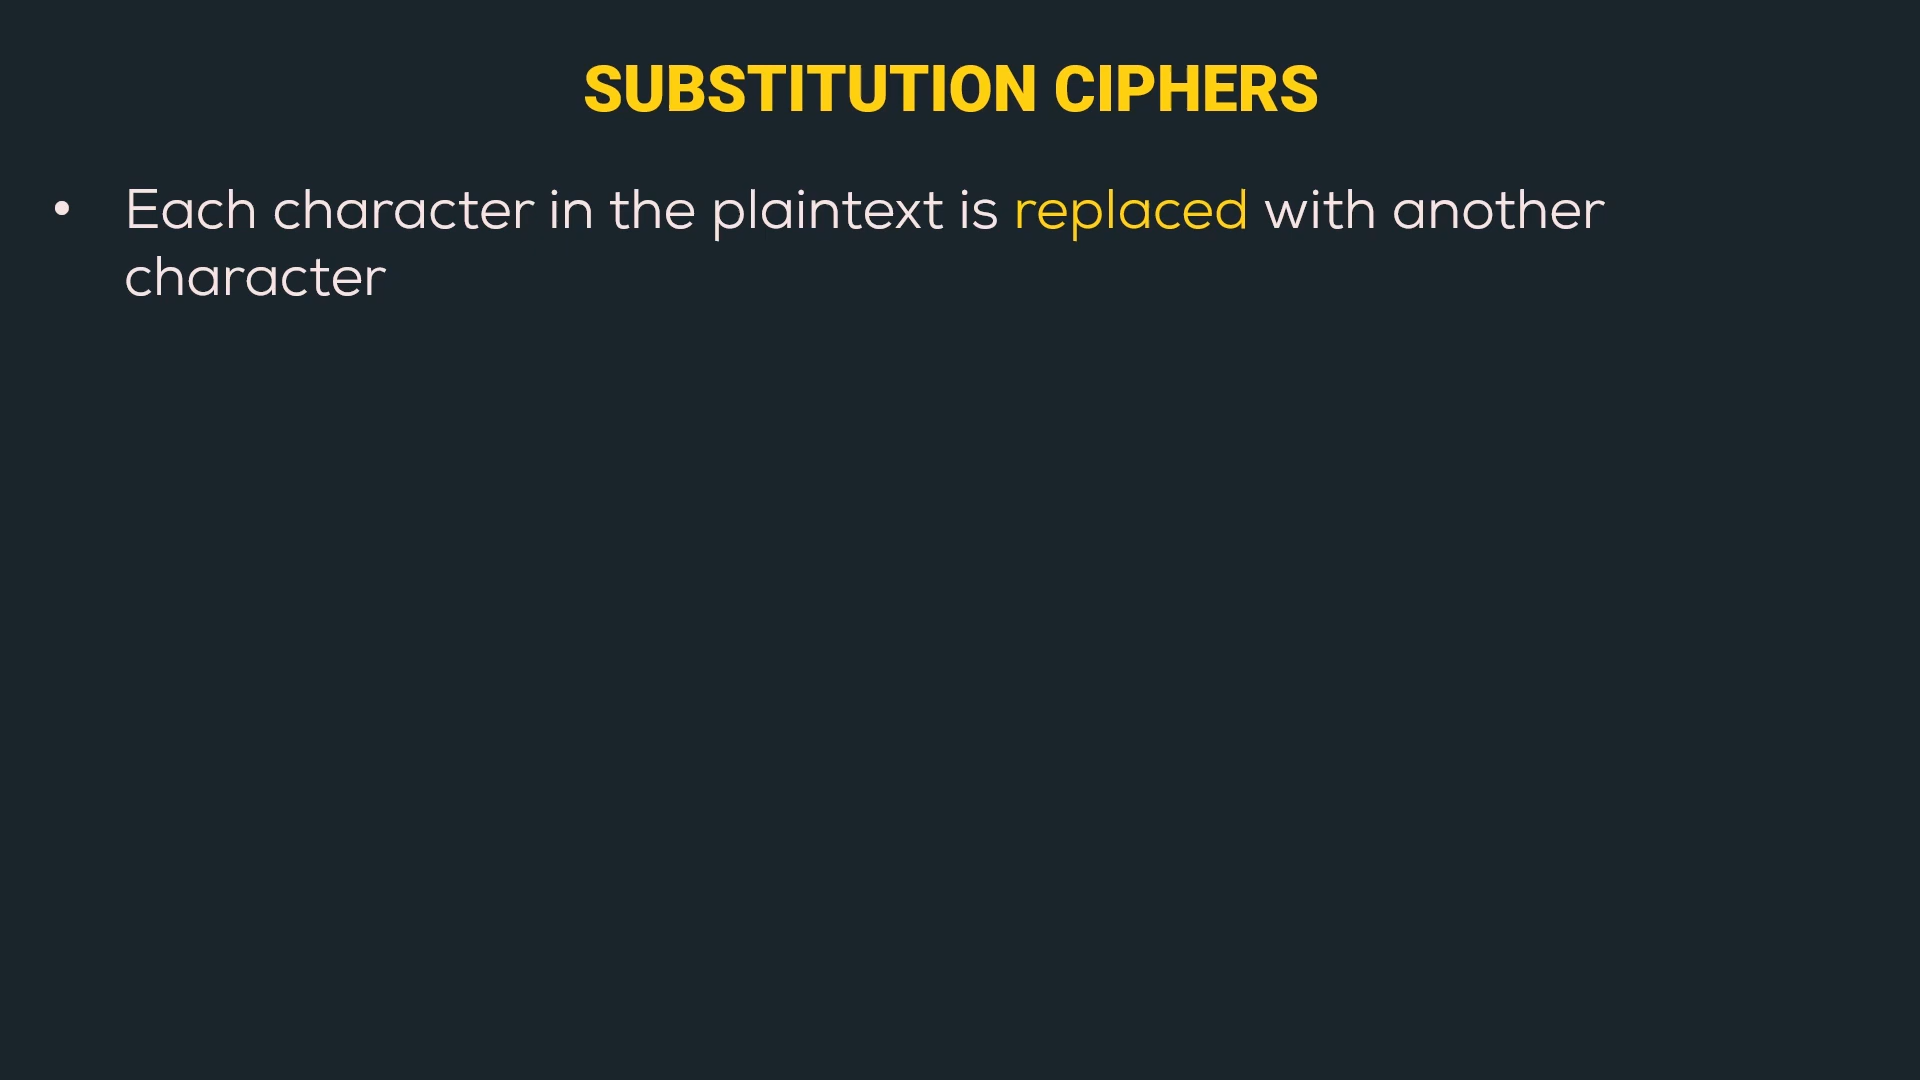 SUBSTITUTION CIPHERS
• Each character in the plaintext is replaced with another
character